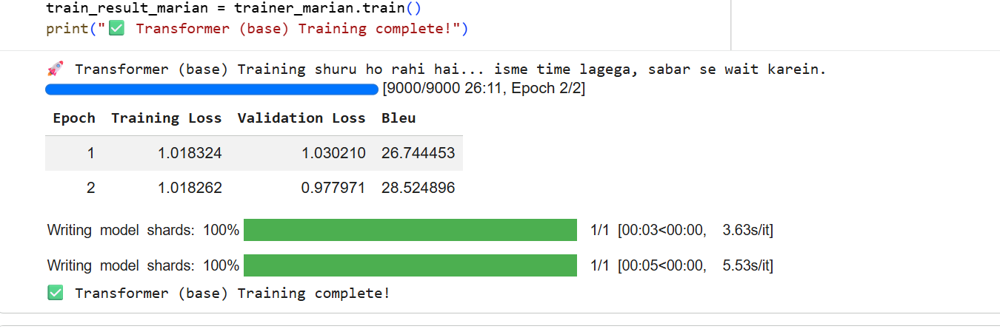 train_result_marian = trainer_marian.train()
print("✅ Transformer (base) Training complete!")
🚀 Transformer (base) Training shuru ho rahi hai... isme time lagega, sabar se wait karein.
[9000/9000 26:11, Epoch 2/2]
Epoch Training Loss Validation Loss Bleu
1 1.018324 1.030210 26.744453
2 1.018262 0.977971 28.524896
Writing model shards: 100% 1/1 [00:03<00:00, 3.63s/it]
Writing model shards: 100% 1/1 [00:05<00:00, 5.53s/it]
✅ Transformer (base) Training complete!